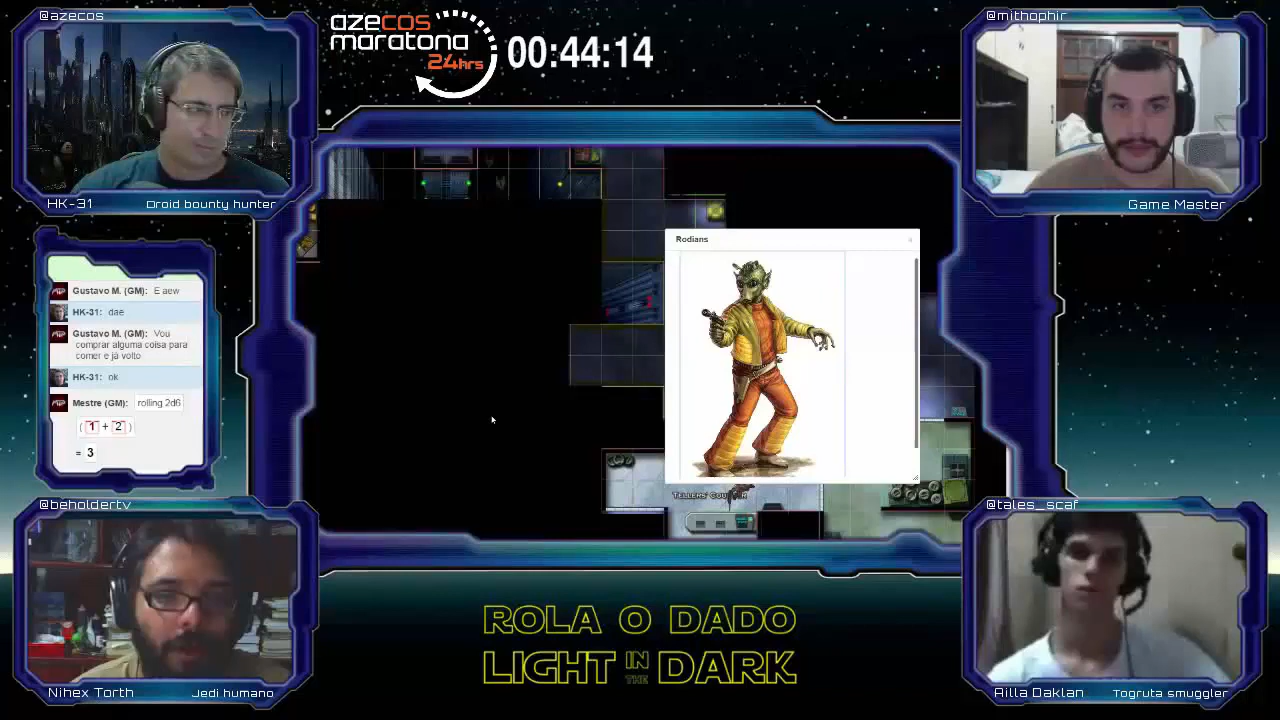 @azecos
azecos
maratona
24hrs
00:44:14
@mithophir
HK-31
Droid bounty hunter
Game Master
Rodians
Gustavo M. (GM): E aew
HK-31: dae
Gustavo M. (GM): Vou
comprar alguma coisa para
comer e já volto
HK-31: ok
Mestre (GM): rolling 2d6
(1+2)
= 3
@beholdertv
@tales_scaf
Nihex Torth
Jedi humano
ROLA O DADO
LIGHT IN THE DARK
Ailla Daklan
Togruta smuggler